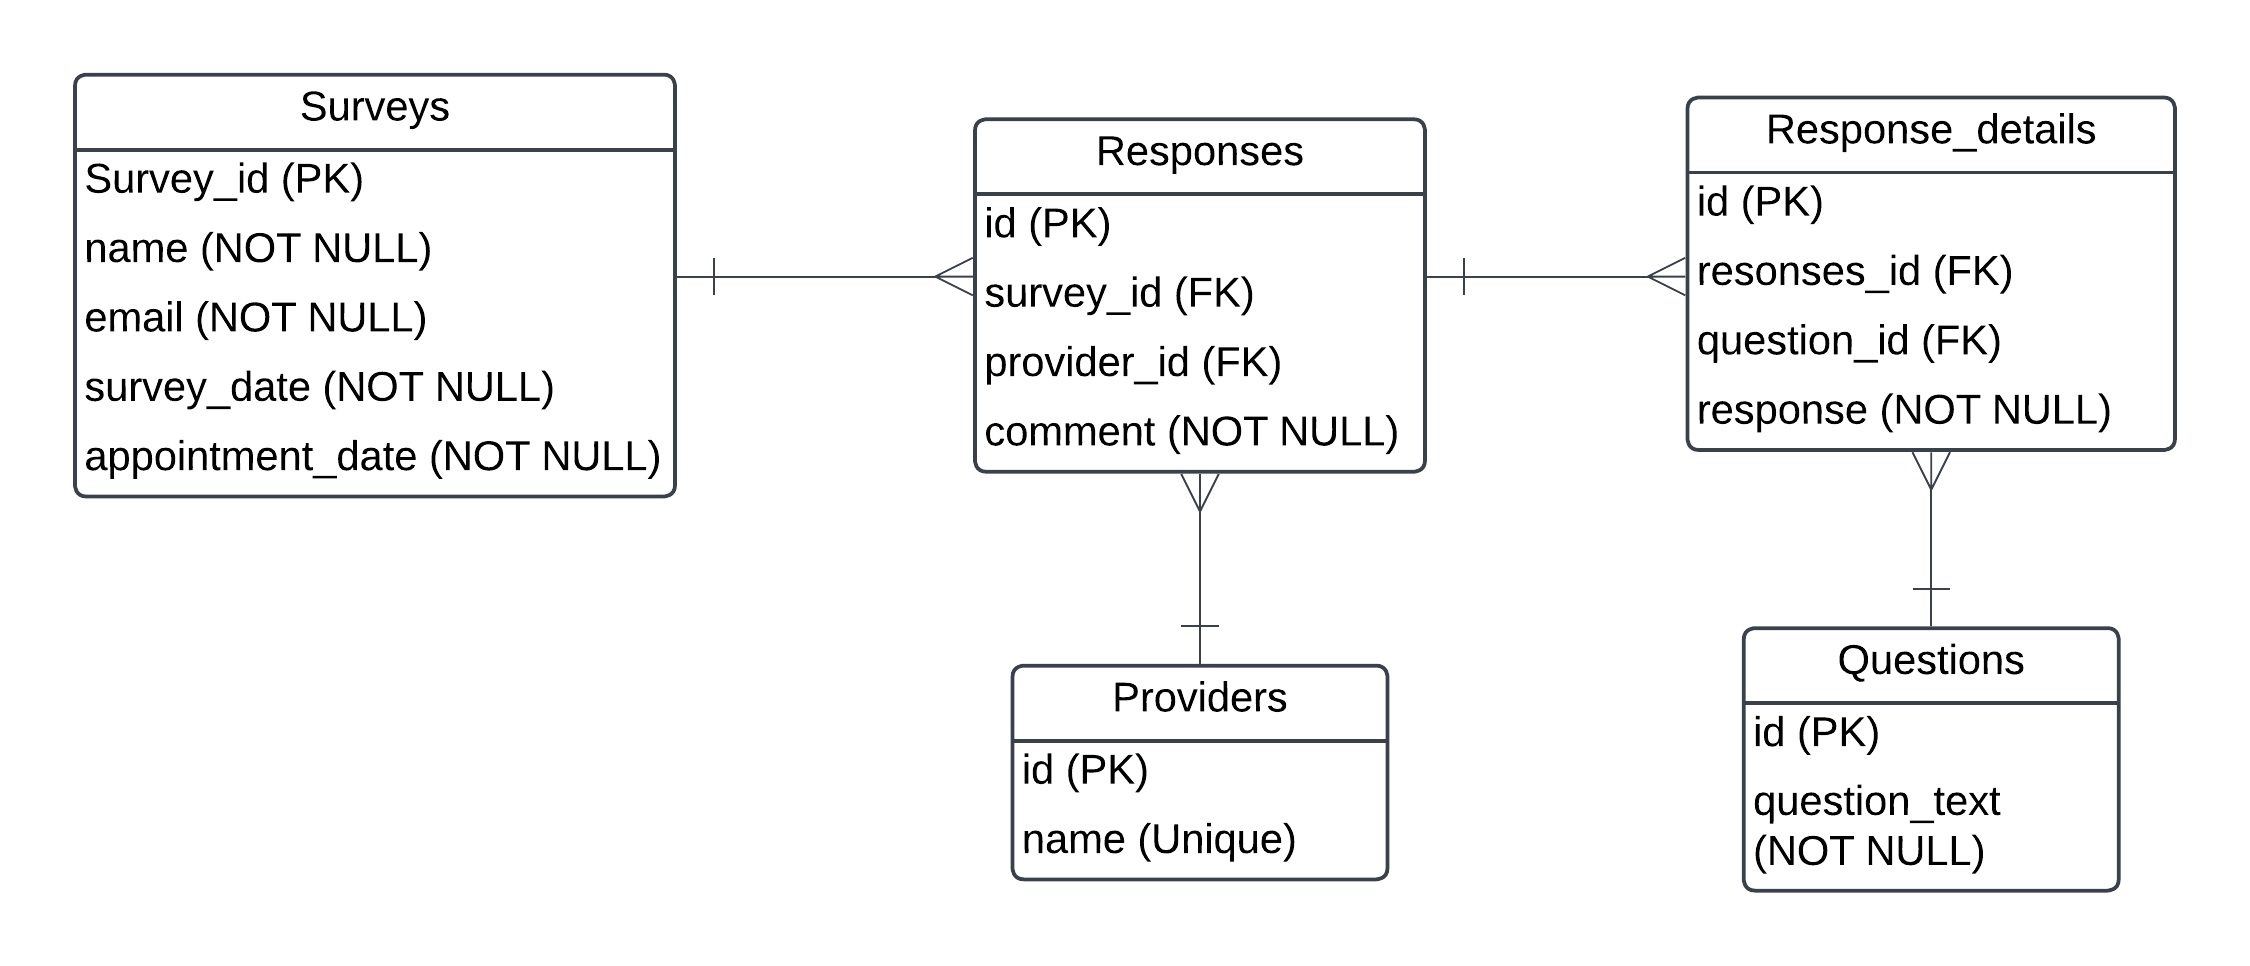 Surveys
Survey_id (PK)
name (NOT NULL)
email (NOT NULL)
survey_date (NOT NULL)
appointment_date (NOT NULL)
Responses
id (PK)
survey_id (FK)
provider_id (FK)
comment (NOT NULL)
Response_details
id (PK)
resonses_id (FK)
question_id (FK)
response (NOT NULL)
Providers
id (PK)
name (Unique)
Questions
id (PK)
question_text
(NOT NULL)